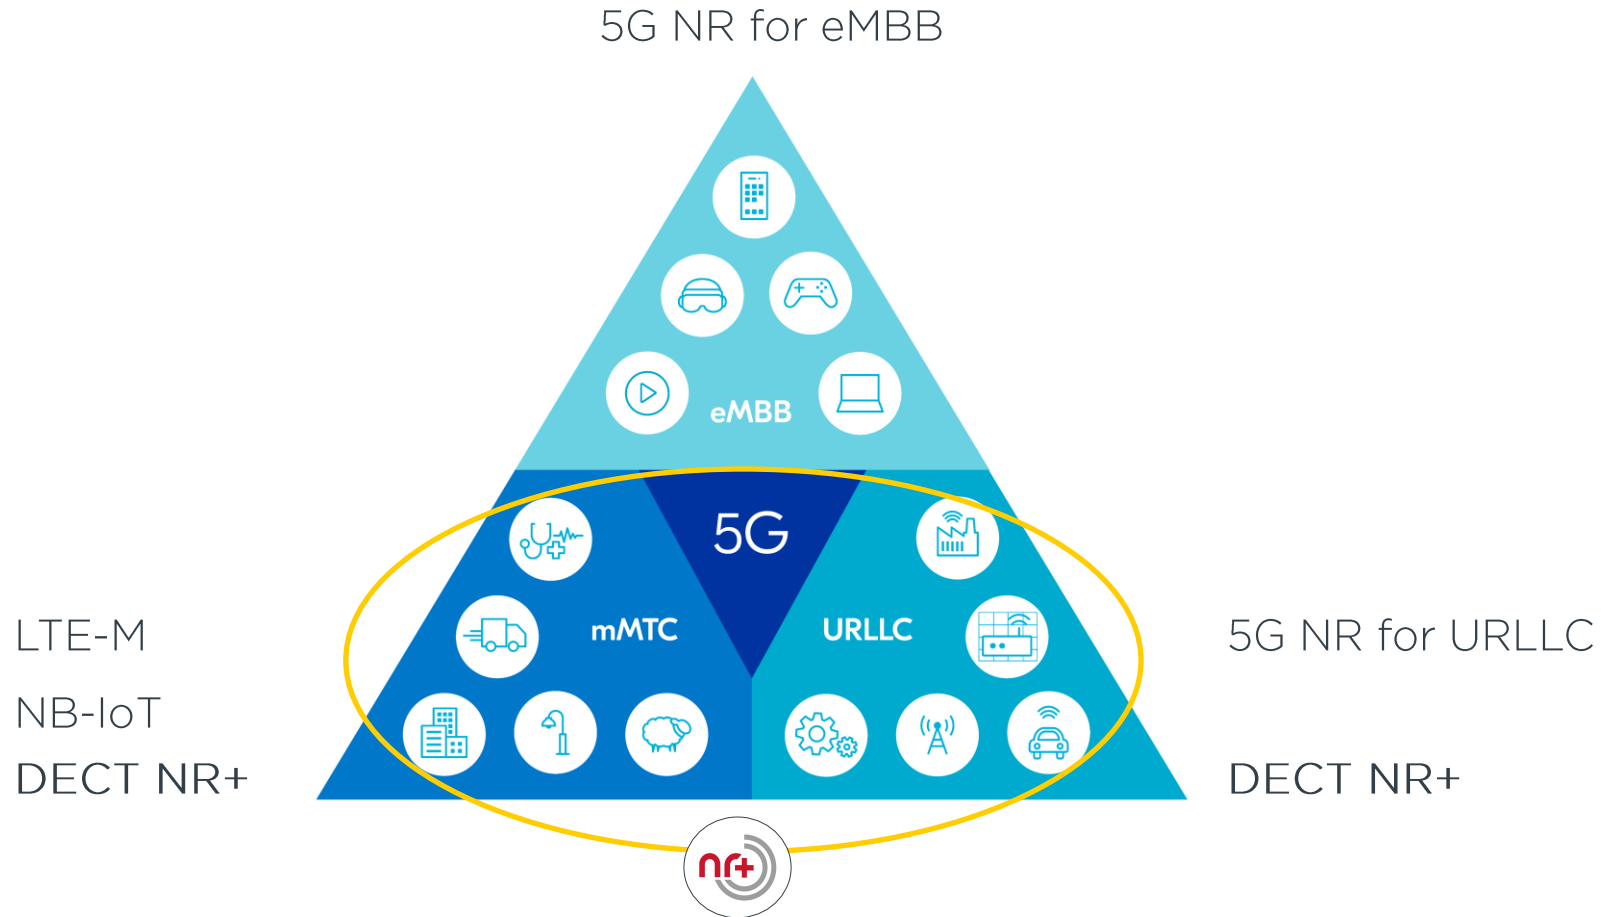 5G NR for eMBB
eMBB
5G
mMTC
URLLC
LTE-M
NB-IoT
DECT NR+
5G NR for URLLC
DECT NR+
nr+